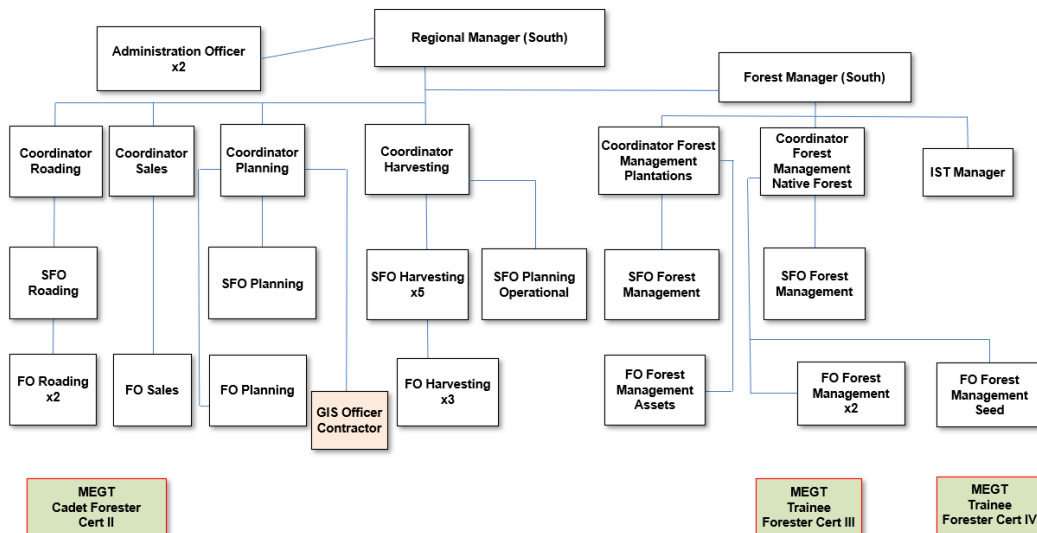 Administration Officer
x2
Regional Manager (South)
Forest Manager (South)
Coordinator
Roading
Coordinator
Sales
Coordinator
Planning
Coordinator
Harvesting
Coordinator Forest
Management
Plantations
Coordinator
Forest
Management
Native Forest
IST Manager
SFO
Roading
SFO Planning
SFO Harvesting
x5
SFO Planning
Operational
SFO Forest
Management
SFO Forest
Management
FO Roading
x2
FO Sales
FO Planning
GIS Officer
Contractor
FO Harvesting
x3
FO Forest
Management
Assets
FO Forest
Management
x2
FO Forest
Management
Seed
MEGT
Cadet Forester
Cert II
MEGT
Trainee
Forester Cert III
MEGT
Trainee
Forester Cert IV